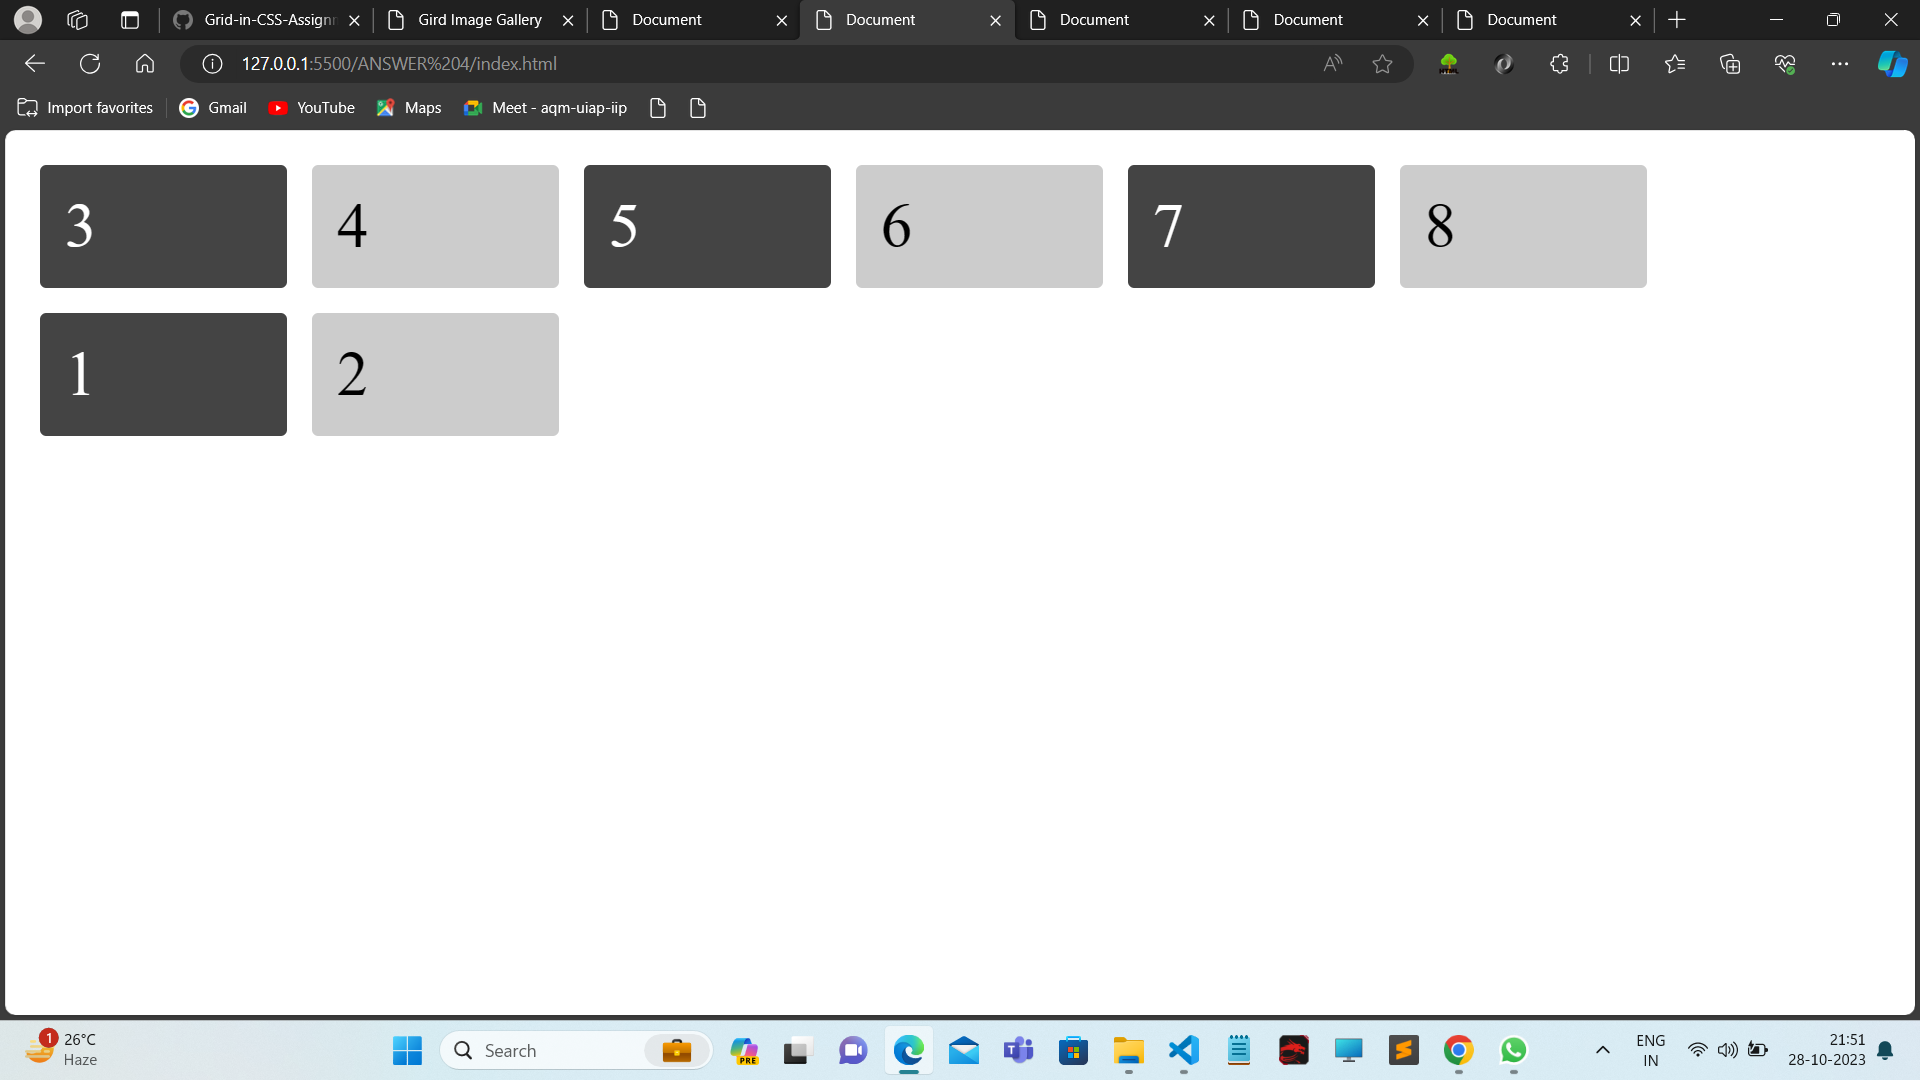 Grid-in-CSS-Assignn
Gird Image Gallery
Document
Document
Document
Document
Document
127.0.0.1:5500/ANSWER%204/index.html
Import favorites
Gmail
YouTube
Maps
Meet - aqm-uiap-iip
3
4
5
6
7
8
1
2
1
26°C
Haze
Search
PRE
ENG
IN
21:51
28-10-2023